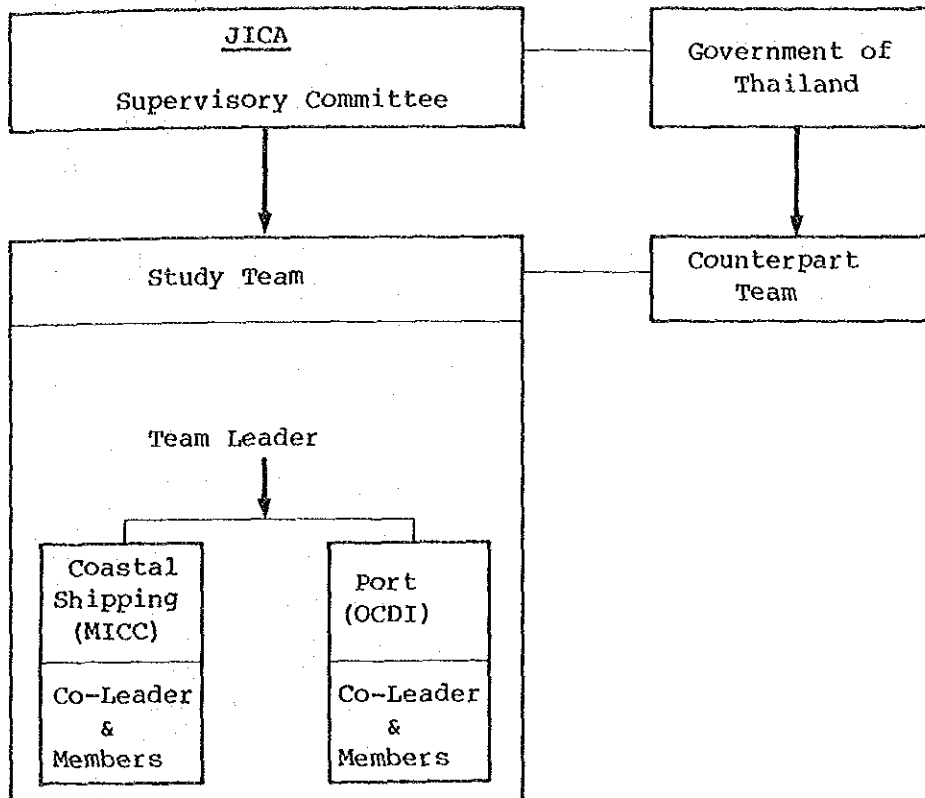 JICA
Supervisory Committee
Government of
Thailand
Study Team
Counterpart
Team
Team Leader
Coastal
Shipping
(MICC)
Co-Leader
&
Members
Port
(OCDI)
Co-Leader
&
Members